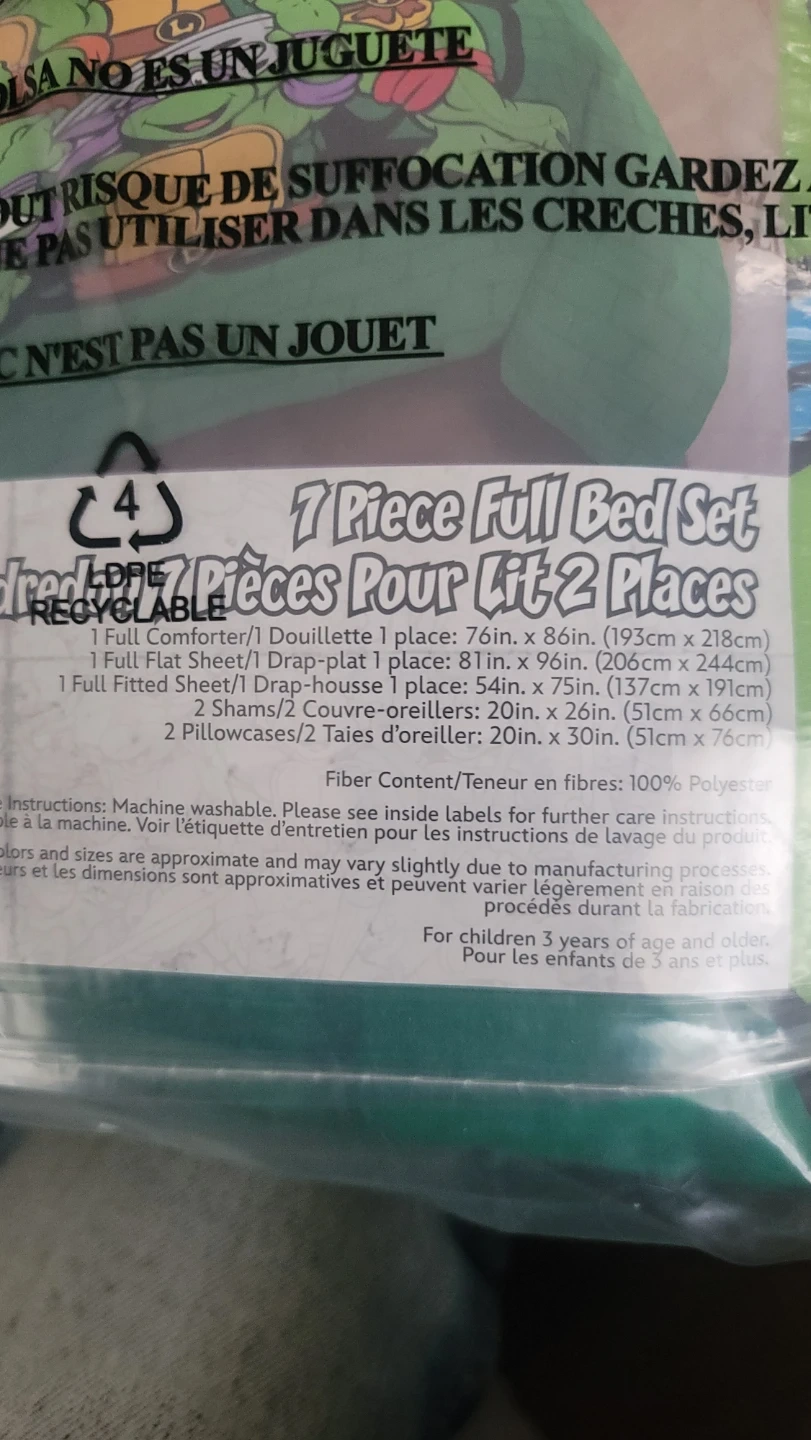 L
OLSA NO ES UN JUGUETE
OUT RISQUE DE SUFFOCATION GARDEZ
E PAS UTILISER DANS LES CRECHES, LI
C N'EST PAS UN JOUET
4
LDPE
RECYCLABLE
7 Piece Full Bed Set
7 Pièces Pour Lit 2 Places
1 Full Comforter/1 Douillette 1 place: 76in. x 86in. (193cm x 218cm)
1 Full Flat Sheet/1 Drap-plat 1 place: 81in. x 96in. (206cm x 244cm)
1 Full Fitted Sheet/1 Drap-housse 1 place: 54in. x 75in. (137cm x 191cm)
2 Shams/2 Couvre-oreillers: 20in. x 26in. (51cm x 66cm)
2 Pillowcases/2 Taies d'oreiller: 20in. x 30in. (51cm x 76cm)
Fiber Content/Teneur en fibres: 100% Polyester
e Instructions: Machine washable. Please see inside labels for further care instructions.
ble à la machine. Voir l'étiquette d'entretien pour les instructions de lavage du produit.
olors and sizes are approximate and may vary slightly due to manufacturing processes.
eurs et les dimensions sont approximatives et peuvent varier légèrement en raison des
procédés durant la fabrication.
For children 3 years of age and older.
Pour les enfants de 3 ans et plus.